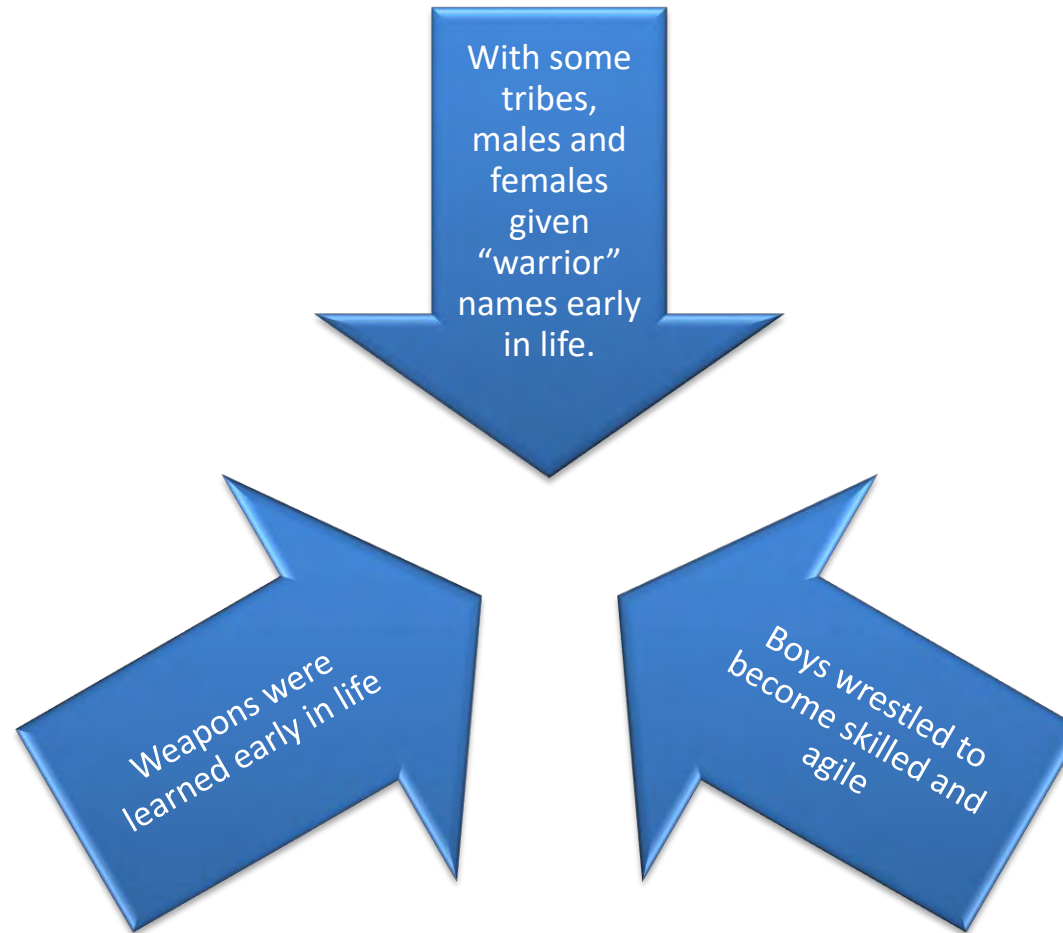 With some
tribes,
males and
females
given
“warrior”
names early
in life.
Weapons were
learned early in life
Boys wrestled to
become skilled and
agile